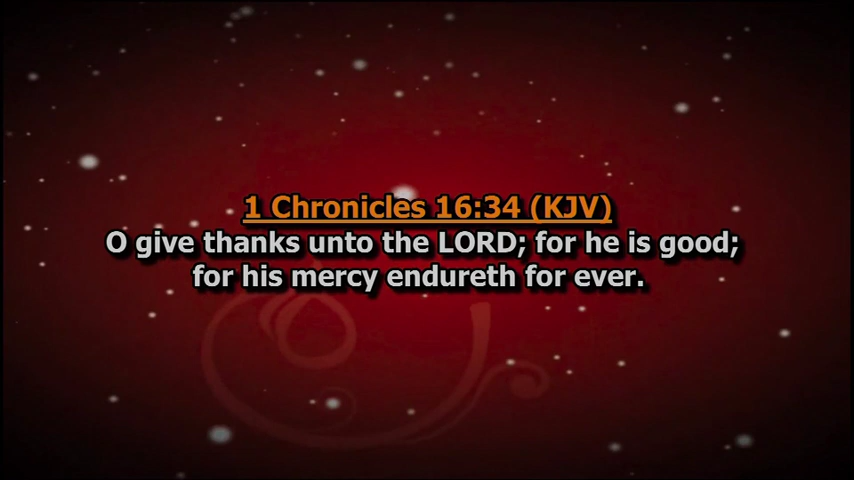 1 Chronicles 16:34 (KJV)
O give thanks unto the LORD; for he is good;
for his mercy endureth for ever.